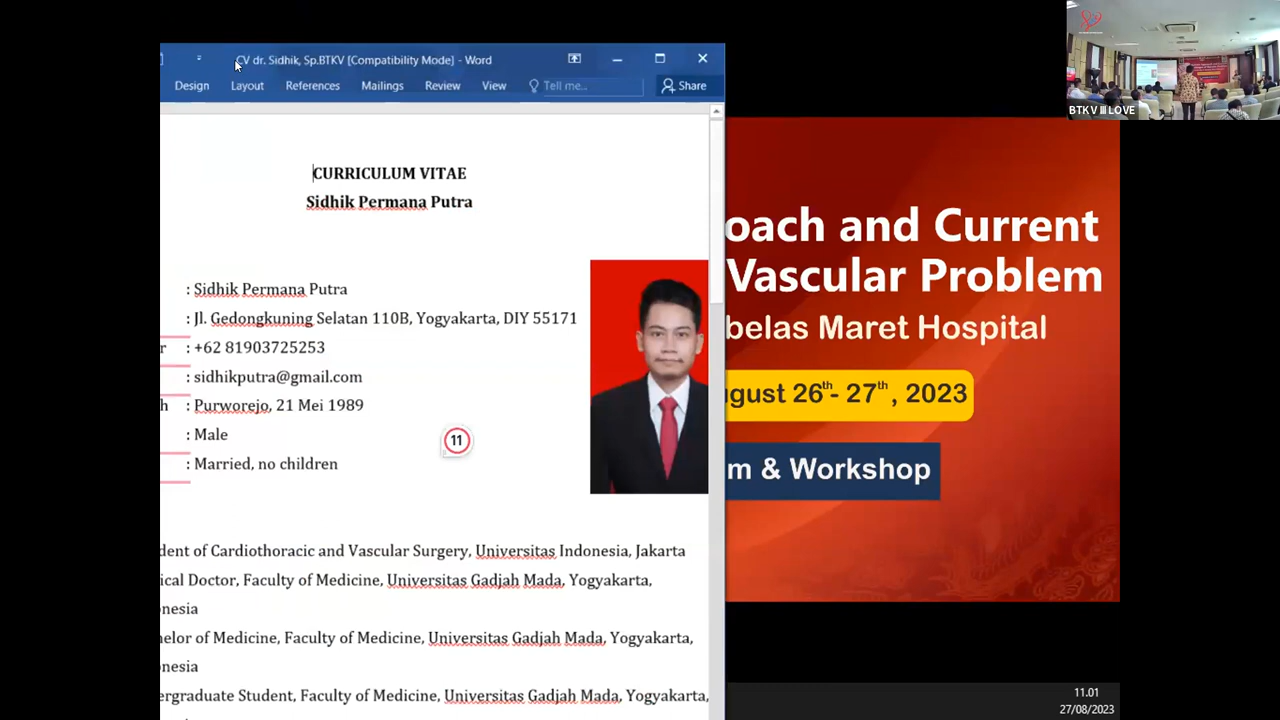 CV dr. Sidhik, Sp.BTKV [Compatibility Mode] - Word
Design Layout References Mailings Review View Tell me.. Share
CURRICULUM VITAE
Sidhik Permana Putra
: Sidhik Permana Putra
: Jl. Gedongkuning Selatan 110B, Yogyakarta, DIY 55171
r : +62 81903725253
: sidhikputra@gmail.com
h : Purworejo, 21 Mei 1989
: Male
11
: Married, no children
dent of Cardiothoracic and Vascular Surgery, Universitas Indonesia, Jakarta
ical Doctor, Faculty of Medicine, Universitas Gadjah Mada, Yogyakarta,
onesia
helor of Medicine, Faculty of Medicine, Universitas Gadjah Mada, Yogyakarta,
onesia
ergraduate Student, Faculty of Medicine, Universitas Gadjah Mada, Yogyakarta,
oach and Current
Vascular Problem
belas Maret Hospital
ugust 26th- 27th, 2023
m & Workshop
BTKV III LOVE
11.01
27/08/2023